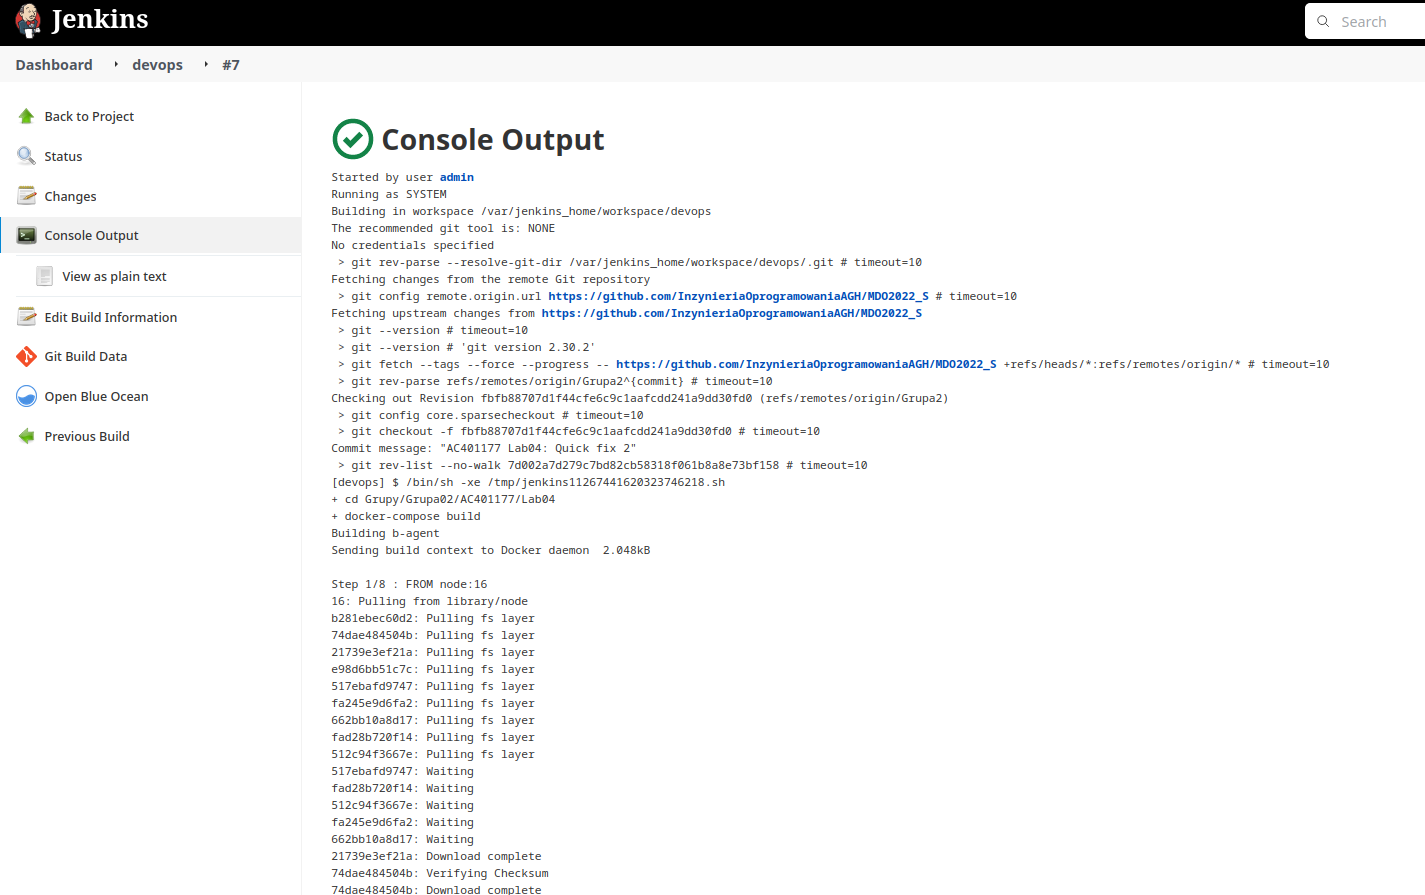 Jenkins
Search
Dashboard devops #7
Back to Project
Status
Changes
Console Output
View as plain text
Edit Build Information
Git Build Data
Open Blue Ocean
Previous Build
Console Output
Started by user admin
Running as SYSTEM
Building in workspace /var/jenkins_home/workspace/devops
The recommended git tool is: NONE
No credentials specified
> git rev-parse --resolve-git-dir /var/jenkins_home/workspace/devops/.git # timeout=10
Fetching changes from the remote Git repository
> git config remote.origin.url https://github.com/InzynieriaOprogramowaniaAGH/MDO2022_S # timeout=10
Fetching upstream changes from https://github.com/InzynieriaOprogramowaniaAGH/MDO2022_S
> git --version # timeout=10
> git --version # 'git version 2.30.2'
> git fetch --tags --force --progress -- https://github.com/InzynieriaOprogramowaniaAGH/MDO2022_S +refs/heads/*:refs/remotes/origin/* # timeout=10
> git rev-parse refs/remotes/origin/Grupa2^{commit} # timeout=10
Checking out Revision fbfb88707d1f44cfe6c9c1aafcdd241a9dd30fd0 (refs/remotes/origin/Grupa2)
> git config core.sparsecheckout # timeout=10
> git checkout -f fbfb88707d1f44cfe6c9c1aafcdd241a9dd30fd0 # timeout=10
Commit message: "AC401177 Lab04: Quick fix 2"
> git rev-list --no-walk 7d002a7d279c7bd82cb58318f061b8a8e73bf158 # timeout=10
[devops] $ /bin/sh -xe /tmp/jenkins11267441620323746218.sh
+ cd Grupy/Grupa02/AC401177/Lab04
+ docker-compose build
Building b-agent
Sending build context to Docker daemon  2.048kB
Step 1/8 : FROM node:16
16: Pulling from library/node
b281ebec60d2: Pulling fs layer
74dae484504b: Pulling fs layer
21739e3ef21a: Pulling fs layer
e98d6bb51c7c: Pulling fs layer
517ebafd9747: Pulling fs layer
fa245e9d6fa2: Pulling fs layer
662bb10a8d17: Pulling fs layer
fad28b720f14: Pulling fs layer
512c94f3667e: Pulling fs layer
517ebafd9747: Waiting
fad28b720f14: Waiting
512c94f3667e: Waiting
fa245e9d6fa2: Waiting
662bb10a8d17: Waiting
21739e3ef21a: Download complete
74dae484504b: Verifying Checksum
74dae484504b: Download complete